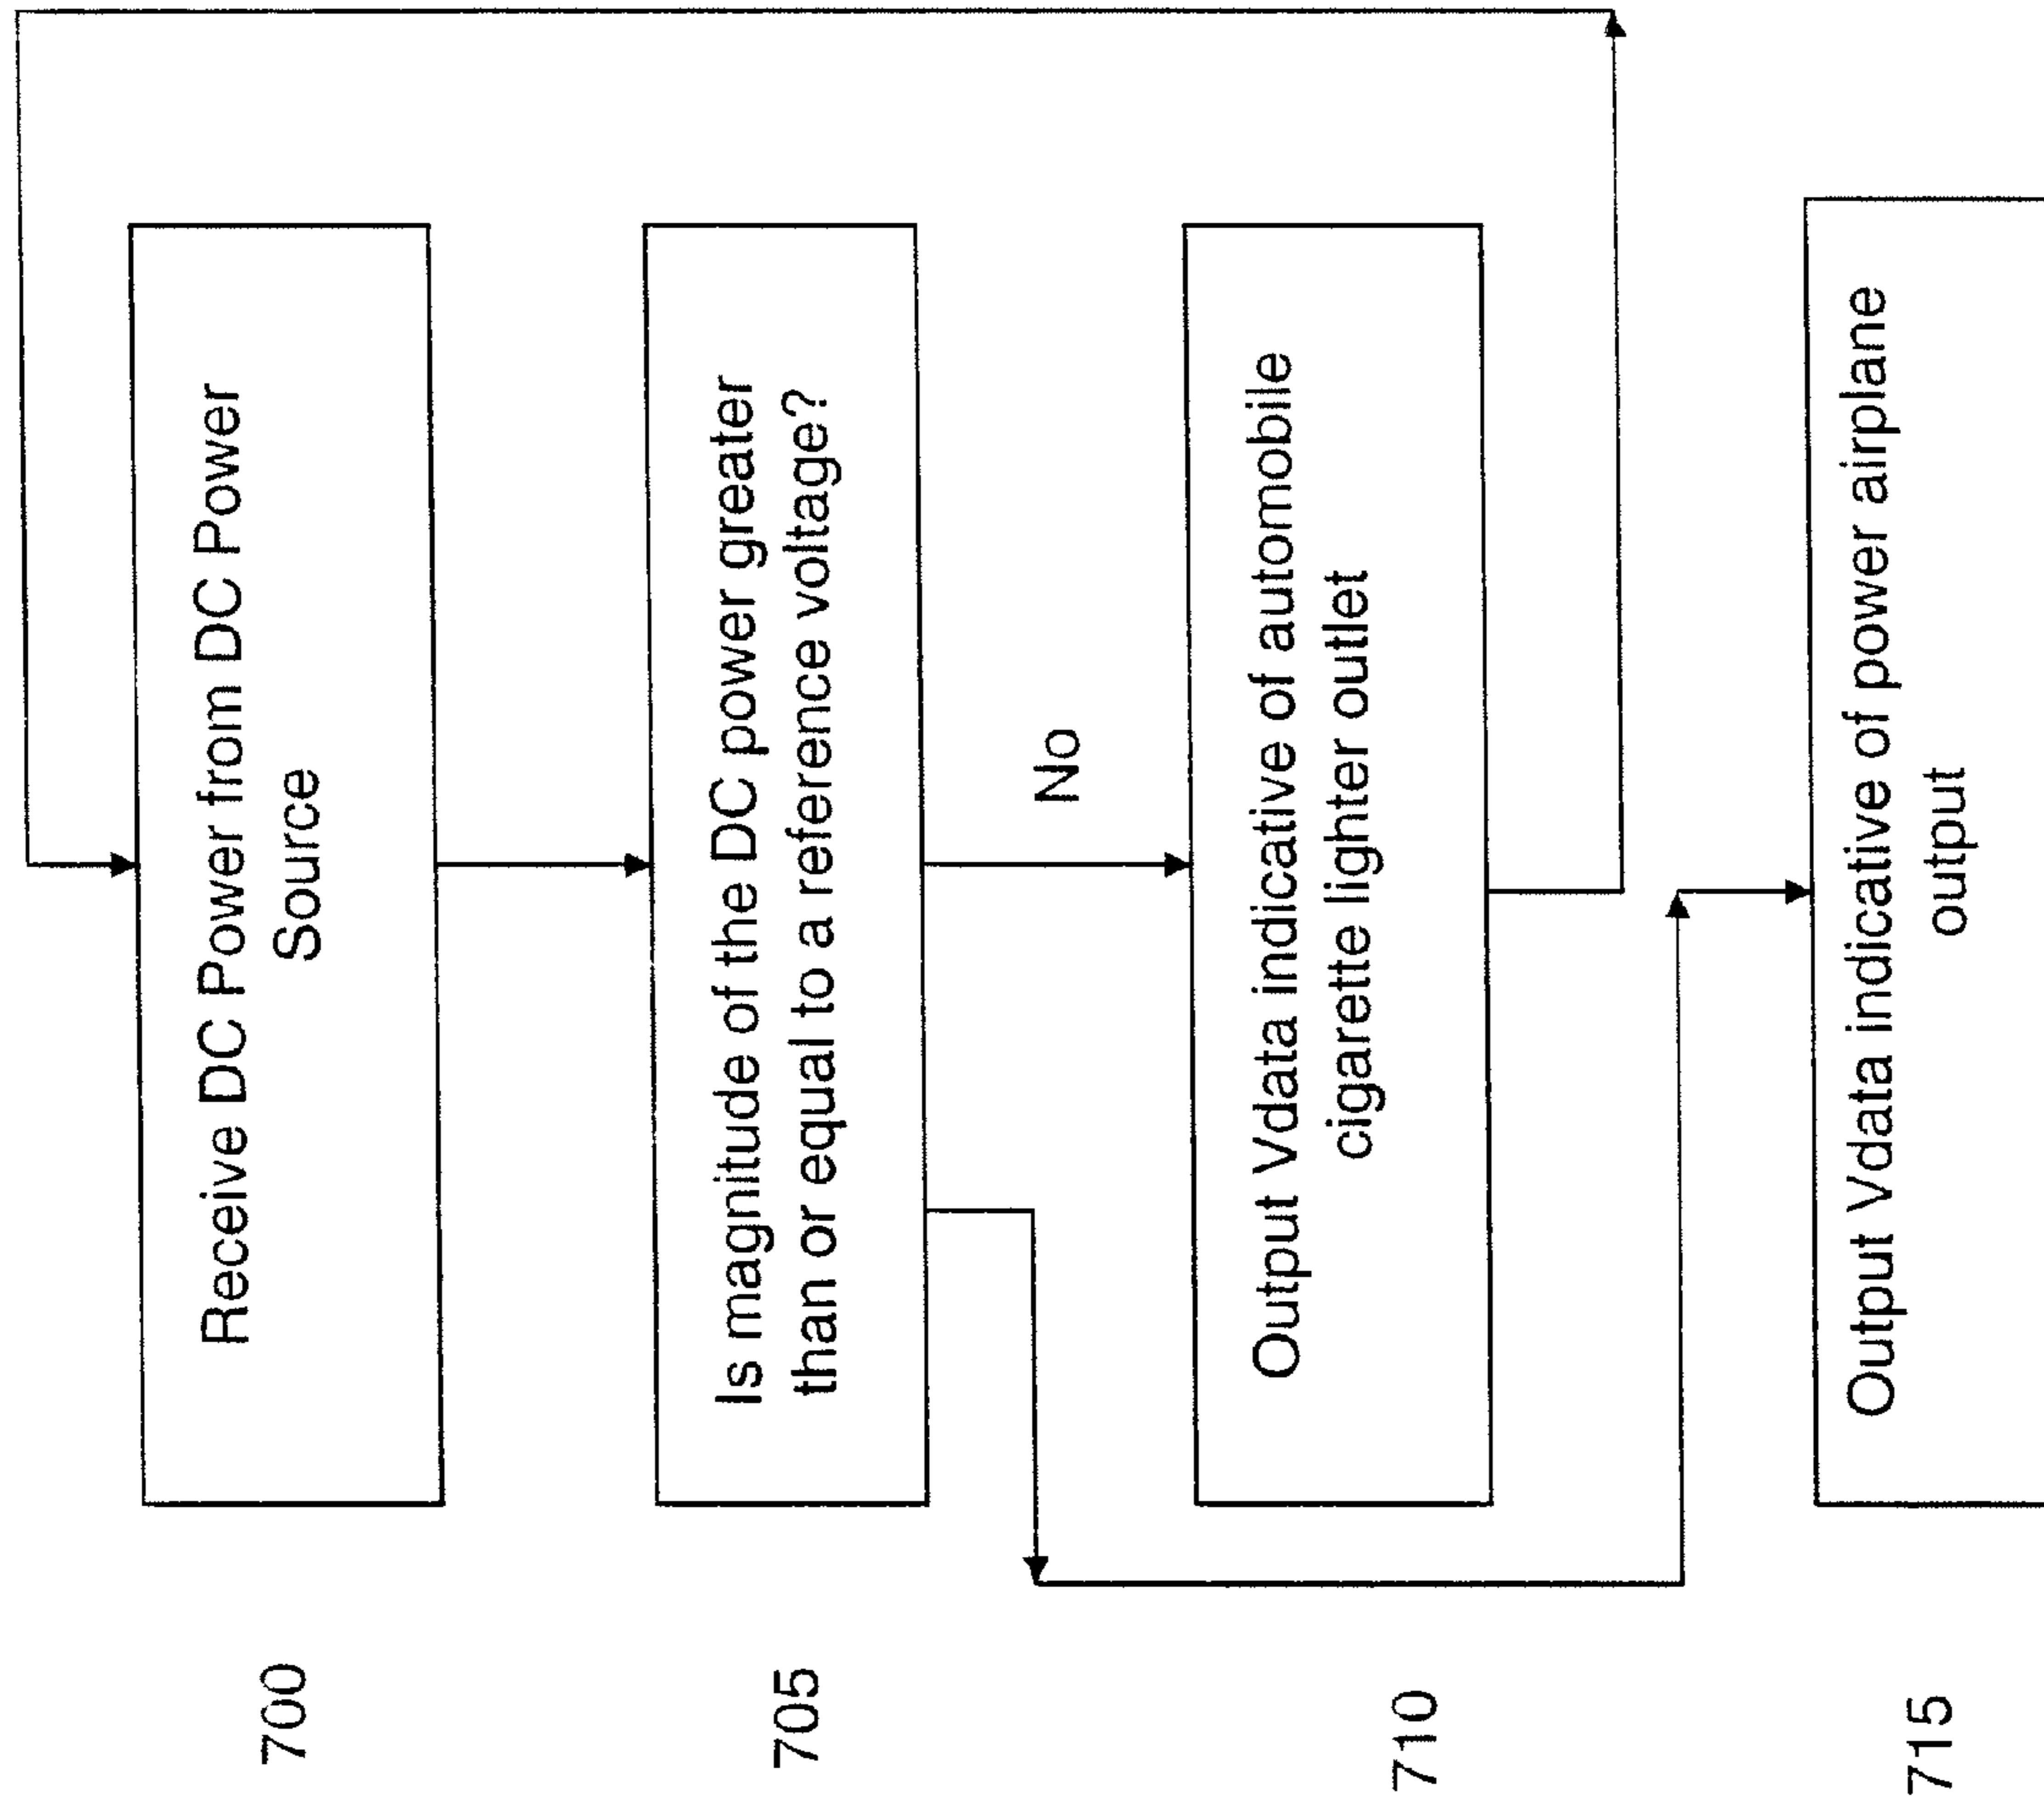 700
Receive DC Power from DC Power
Source
705
Is magnitude of the DC power greater
than or equal to a reference voltage?
No
710
Output Vdata indicative of automobile
cigarette lighter outlet
715
Output Vdata indicative of power airplane
output